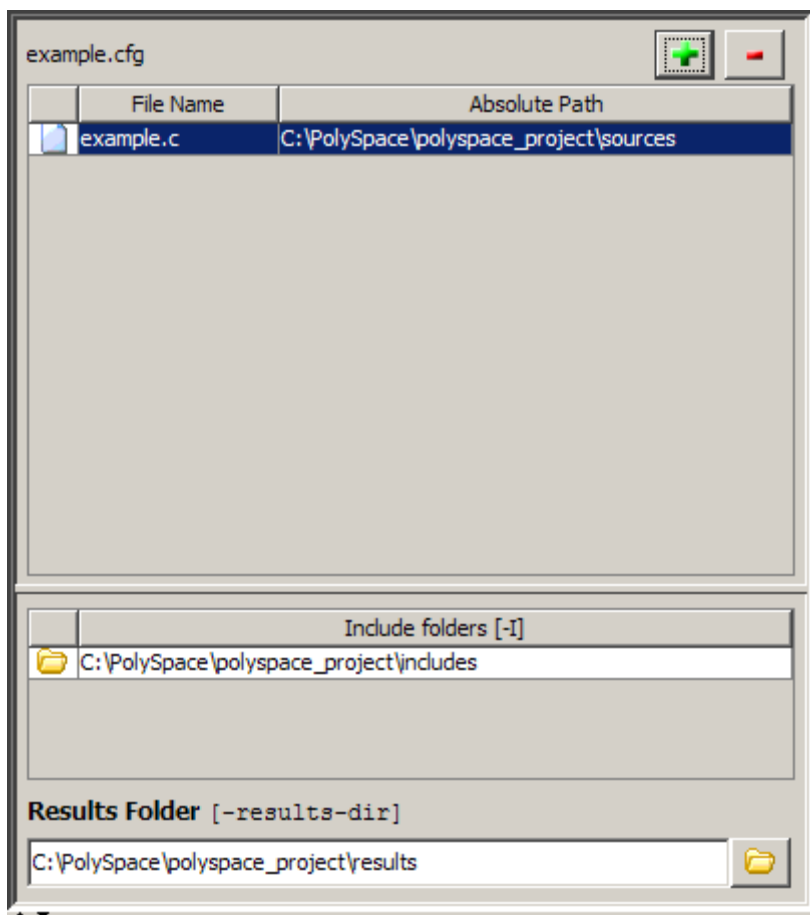 example.cfg
File Name Absolute Path
example.c C:\PolySpace\polyspace_project\sources
Include folders [-I]
C:\PolySpace\polyspace_project\includes
Results Folder [-results-dir]
C:\PolySpace\polyspace_project\results